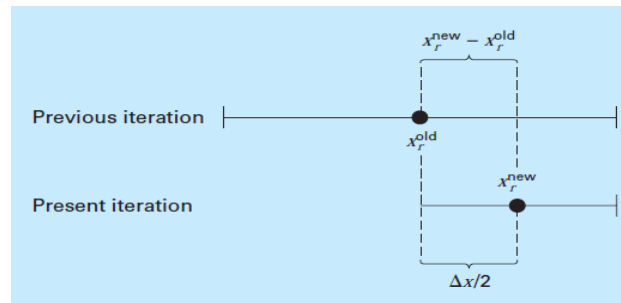 x_r^new − x_r^old
Previous iteration
x_r^old
x_r^new
Present iteration
Δx/2